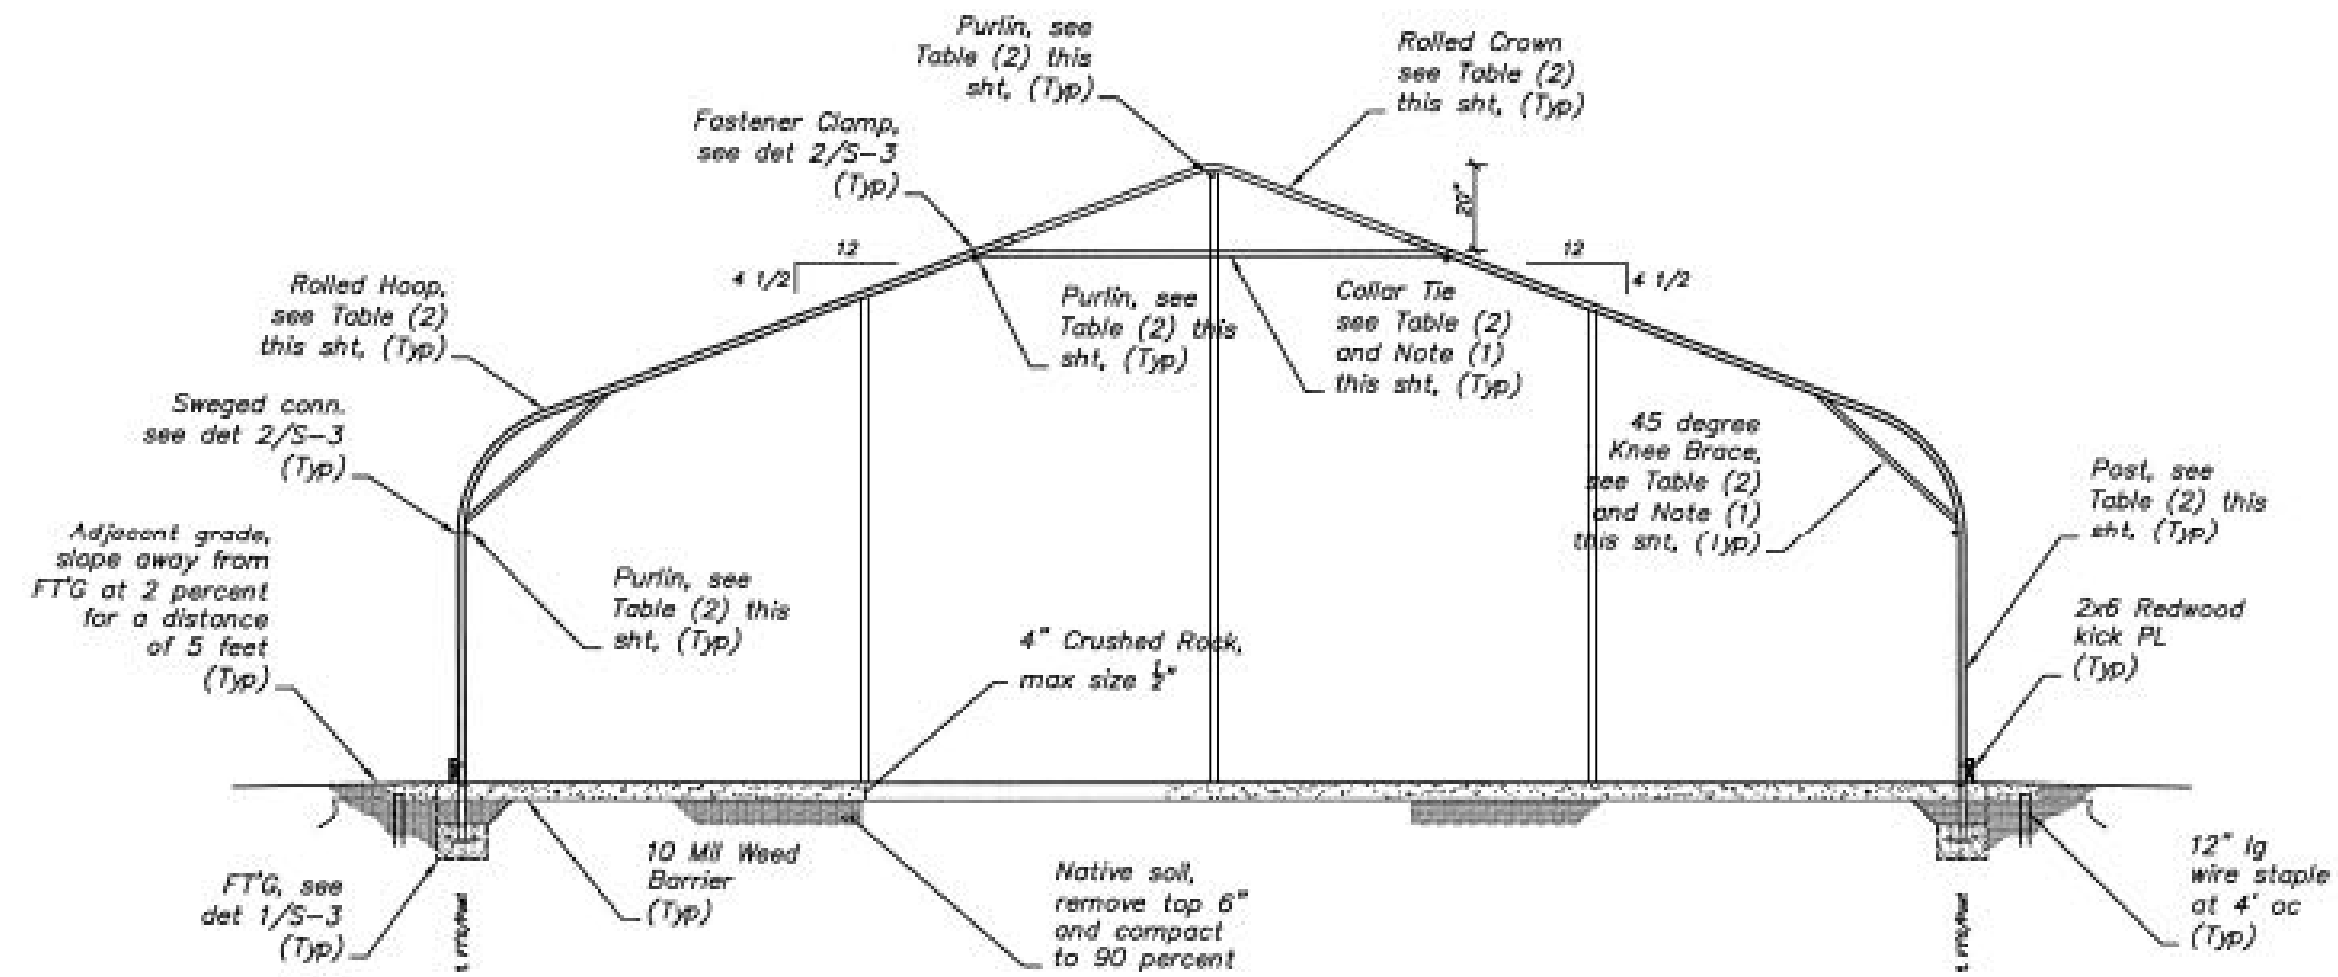 Purlin, see
Table (2) this
sht, (Typ)
Rolled Crown
see Table (2)
this sht, (Typ)
Fastener Clamp,
see det 2/S-3
(Typ)
20"
12
4 1/2
12
4 1/2
Rolled Hoop,
see Table (2)
this sht, (Typ)
Purlin, see
Table (2) this
sht, (Typ)
Collar Tie
see Table (2)
and Note (1)
this sht, (Typ)
Sweged conn.
see det 2/S-3
(Typ)
45 degree
Knee Brace,
see Table (2)
and Note (1)
this sht, (Typ)
Post, see
Table (2) this
sht, (Typ)
Adjacent grade,
slope away from
FT'G at 2 percent
for a distance
of 5 feet
(Typ)
Purlin, see
Table (2) this
sht, (Typ)
4" Crushed Rock,
max size ½"
2x6 Redwood
kick PL
(Typ)
FT'G, see
det 1/S-3
(Typ)
10 Mil Weed
Barrier
(Typ)
Native soil,
remove top 6"
and compact
to 90 percent
12" lg
wire staple
at 4' oc
(Typ)